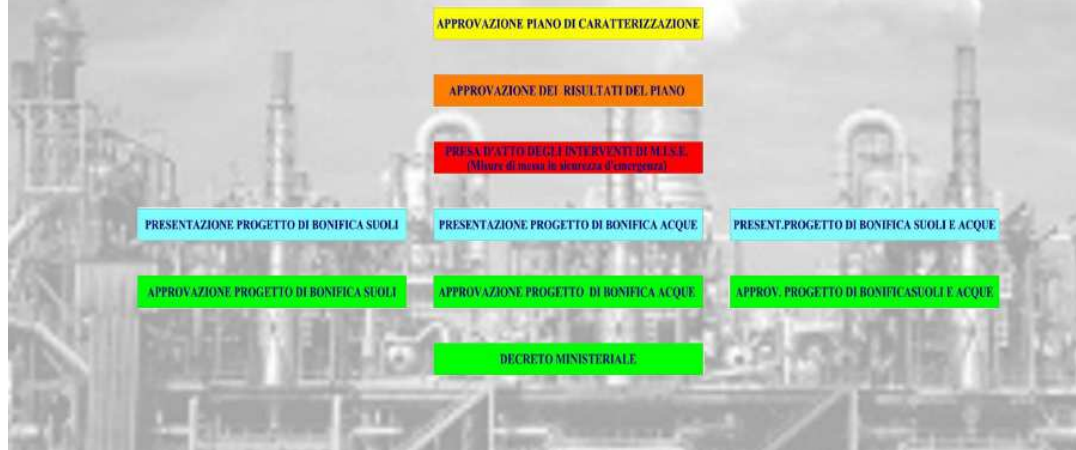 APPROVAZIONE PIANO DI CARATTERIZZAZIONE
APPROVAZIONE DEI RISULTATI DEL PIANO
PRESA D'ATTO DEGLI INTERVENTI DI M.I.S.E.
(Misure di messa in sicurezza d'emergenza)
PRESENTAZIONE PROGETTO DI BONIFICA SUOLI
PRESENTAZIONE PROGETTO DI BONIFICA ACQUE
PRESENT.PROGETTO DI BONIFICA SUOLI E ACQUE
APPROVAZIONE PROGETTO DI BONIFICA SUOLI
APPROVAZIONE PROGETTO DI BONIFICA ACQUE
APPROV. PROGETTO DI BONIFICASUOLI E ACQUE
DECRETO MINISTERIALE